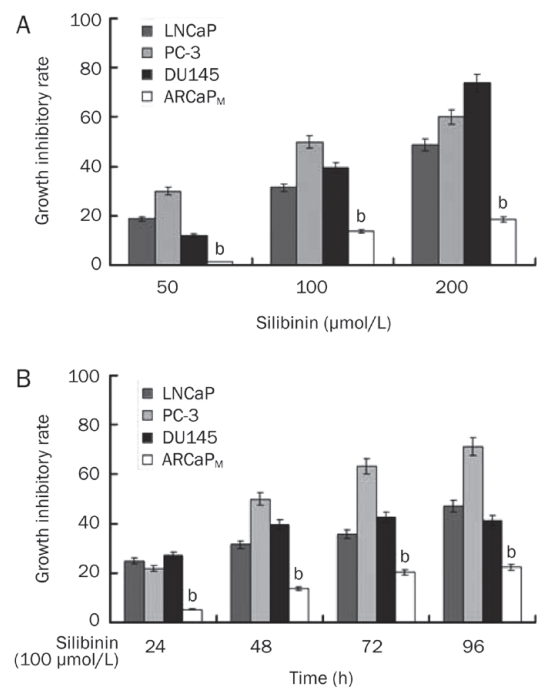 A
100
80
60
40
20
0
Growth inhibitory rate
LNCaP
PC-3
DU145
ARCaPM
b
b
b
50 100 200
Silibinin (μmol/L)
B
100
80
60
40
20
0
Growth inhibitory rate
LNCaP
PC-3
DU145
ARCaPM
b
b
b
b
Silibinin
(100 μmol/L)
24 48 72 96
Time (h)